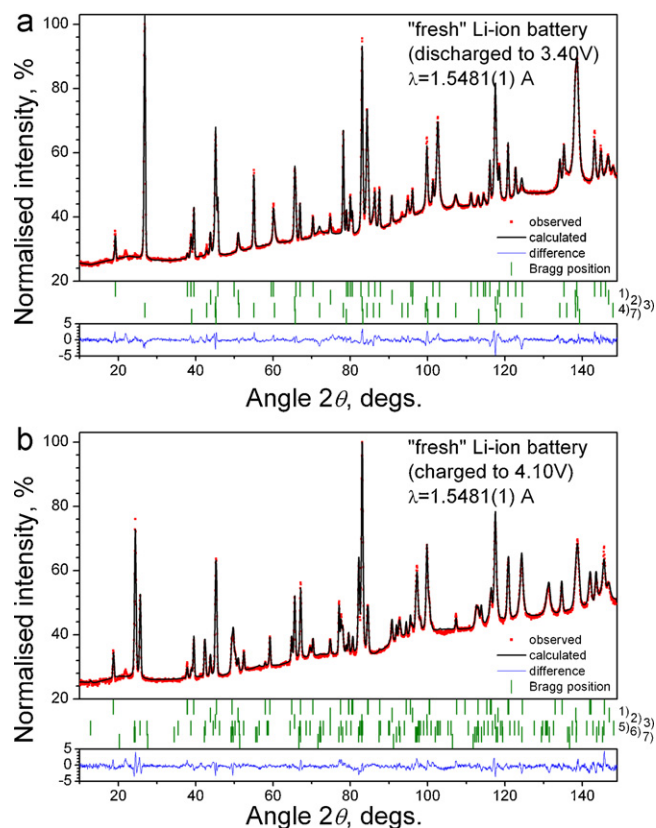 a
"fresh" Li-ion battery
(discharged to 3.40V)
λ=1.5481(1) A
Normalised intensity, %
100
80
60
40
20
observed
calculated
difference
Bragg position
1)
2) 3)
4)7)
5
0
-5
20 40 60 80 100 120 140
Angle 2θ, degs.
b
"fresh" Li-ion battery
(charged to 4.10V)
λ=1.5481(1) A
Normalised intensity, %
100
80
60
40
20
observed
calculated
difference
Bragg position
1)
2) 3)
5)6)7)
5
0
-5
20 40 60 80 100 120 140
Angle 2θ, degs.